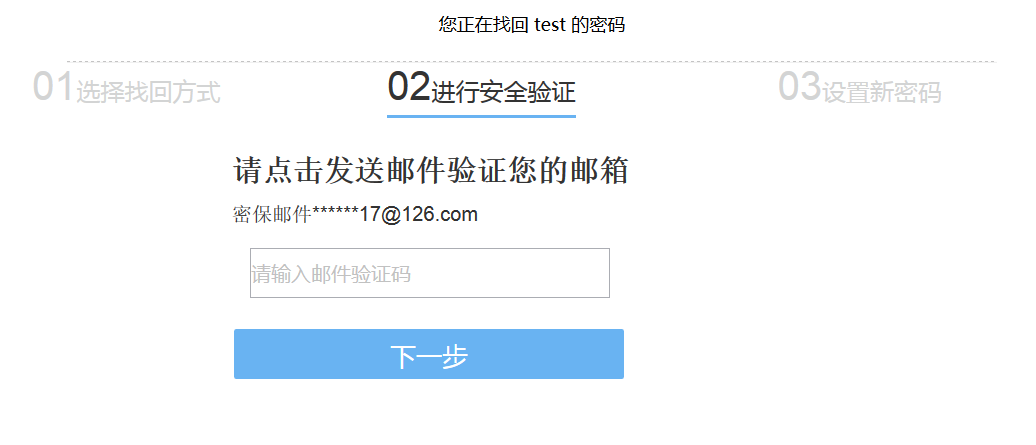 您正在找回 test 的密码
01选择找回方式 02进行安全验证 03设置新密码
请点击发送邮件验证您的邮箱
密保邮件******17@126.com
请输入邮件验证码
下一步